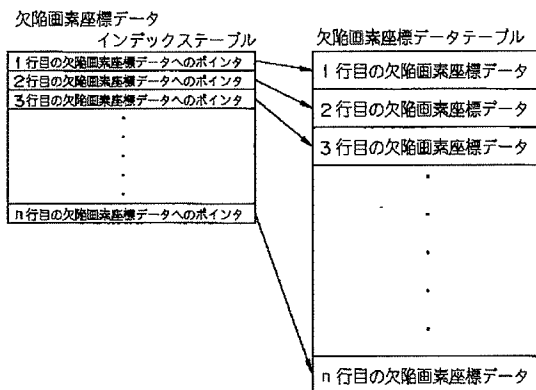 欠陥画素座標データ
インデックステーブル
1行目の欠陥画素座標データへのポインタ
2行目の欠陥画素座標データへのポインタ
3行目の欠陥画素座標データへのポインタ
n行目の欠陥画素座標データへのポインタ
欠陥画素座標データテーブル
1行目の欠陥画素座標データ
2行目の欠陥画素座標データ
3行目の欠陥画素座標データ
n行目の欠陥画素座標データ